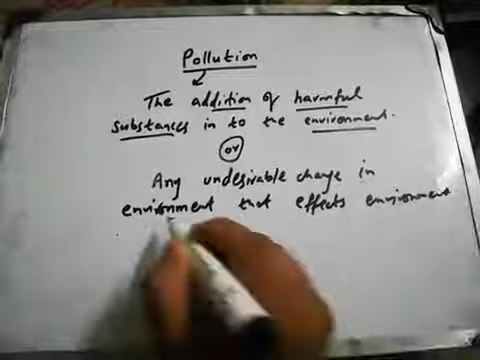 Pollution
The addition of harmful
substances in to the environment.
or
Any undesirable change in
environment that effects environment